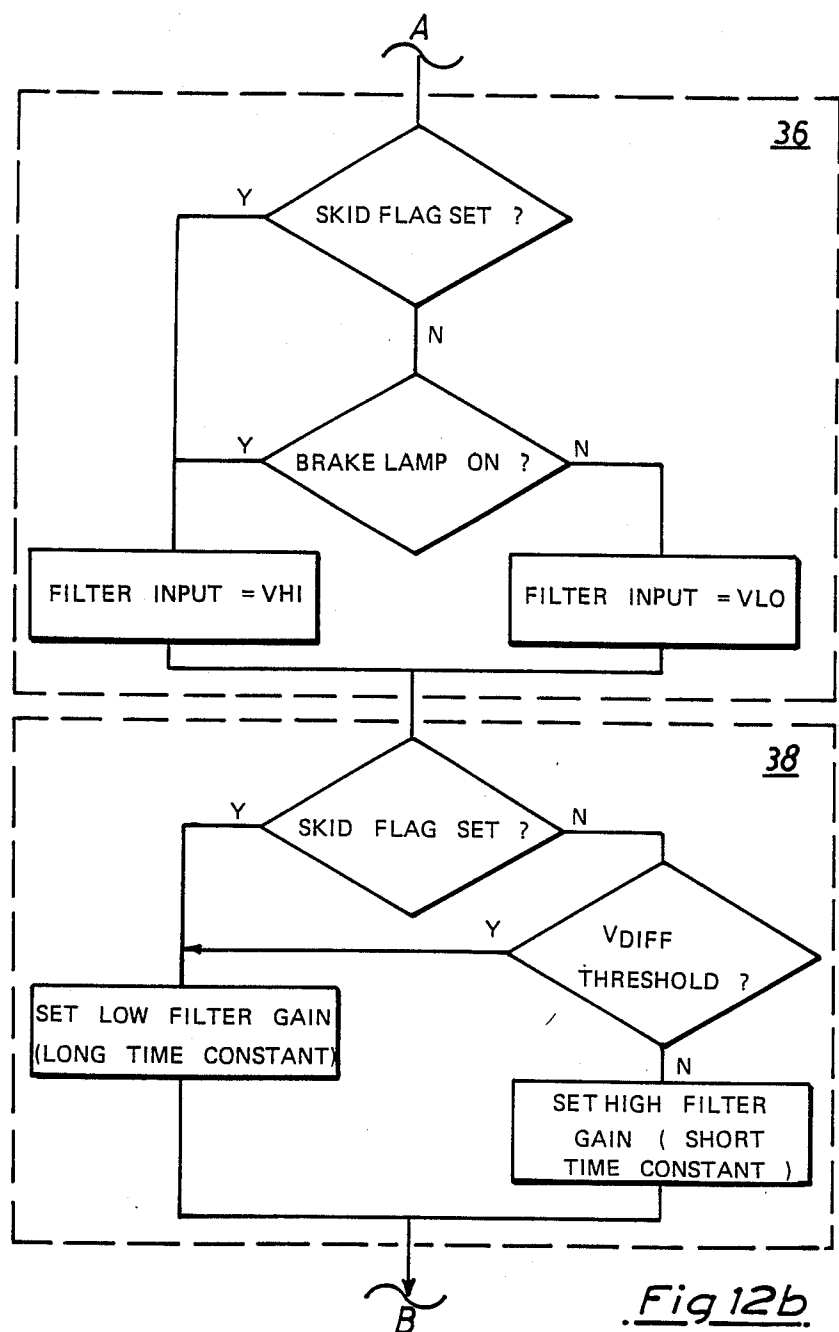 A
36
SKID FLAG SET ?
Y
N
BRAKE LAMP ON ?
Y
N
FILTER INPUT = VHI
FILTER INPUT = VLO
38
SKID FLAG SET ?
Y
N
VDIFF
THRESHOLD ?
Y
N
SET LOW FILTER GAIN
(LONG TIME CONSTANT)
SET HIGH FILTER
GAIN ( SHORT
TIME CONSTANT )
B
Fig 12b